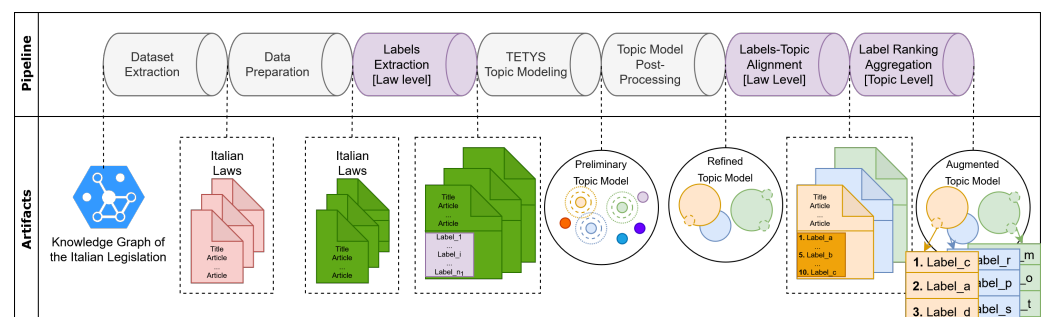 Pipeline
Dataset
Extraction
Data
Preparation
Labels
Extraction
[Law level]
TETYS
Topic Modeling
Topic Model
Post-
Processing
Labels-Topic
Alignment
[Law Level]
Label Ranking
Aggregation
[Topic Level]
Artifacts
Knowledge Graph of
the Italian Legislation
Italian
Laws
Title
Article
...
Article
Italian
Laws
Title
Article
...
Article
Title
Article
...
Article
Label_1
...
Label_i
...
Label_n
Preliminary
Topic Model
Refined
Topic Model
Title
Article
...
Article
1. Label_a
...
5. Label_b
...
10. Label_c
Augmented
Topic Model
1. Label_c
2. Label_a
3. Label_d
abel_r
abel_p
abel_s
_m
_o
_t